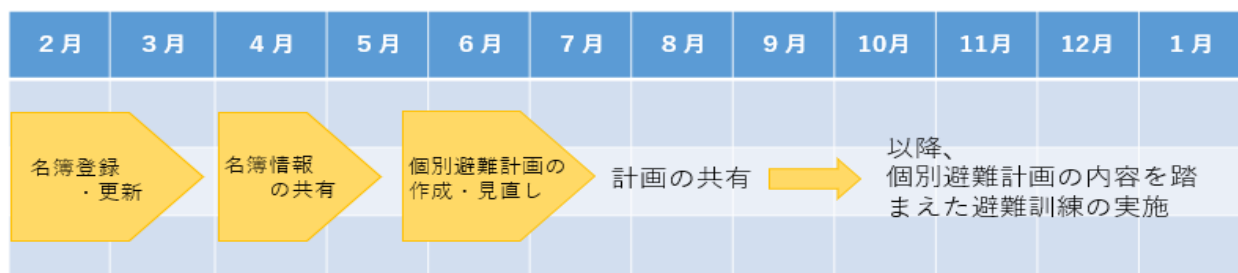 2月 3月 4月 5月 6月 7月 8月 9月 10月 11月 12月 1月
名簿登録
・更新
名簿情報
の共有
個別避難計画の
作成・見直し
計画の共有
以降、
個別避難計画の内容を踏
まえた避難訓練の実施